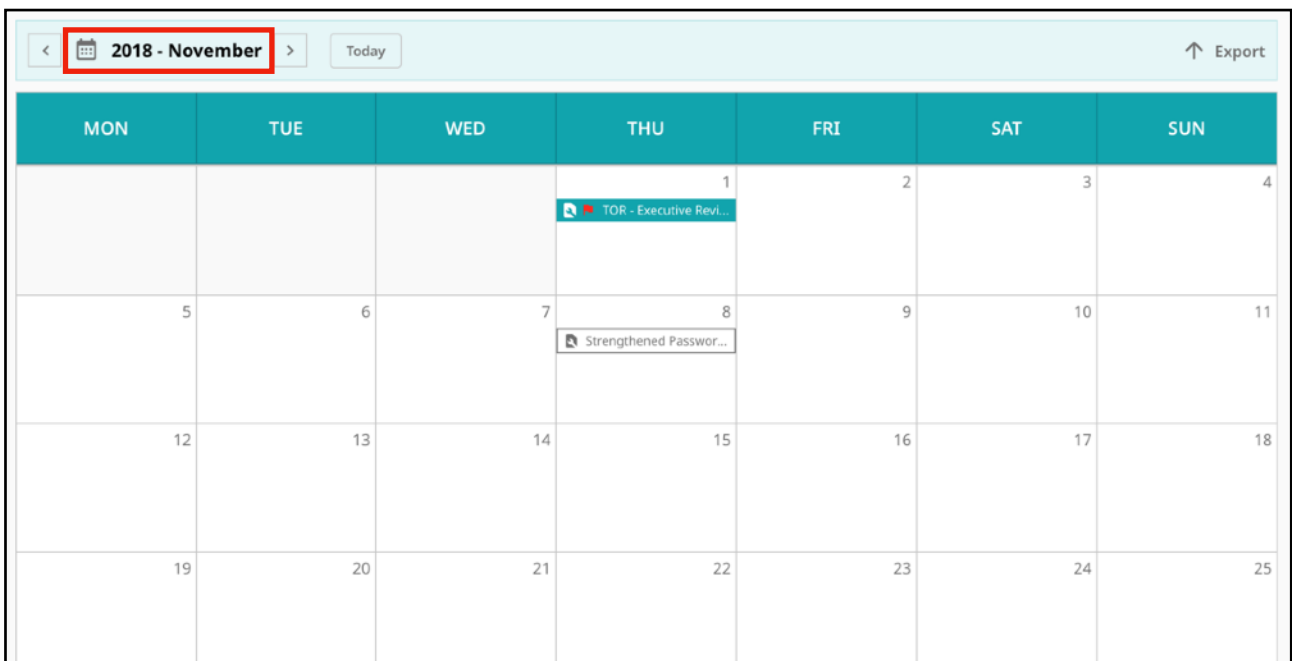 < 2018 - November > Today Export
MON TUE WED THU FRI SAT SUN
1 2 3 4
TOR - Executive Revi...
5 6 7 8 9 10 11
Strengthened Passwor...
12 13 14 15 16 17 18
19 20 21 22 23 24 25